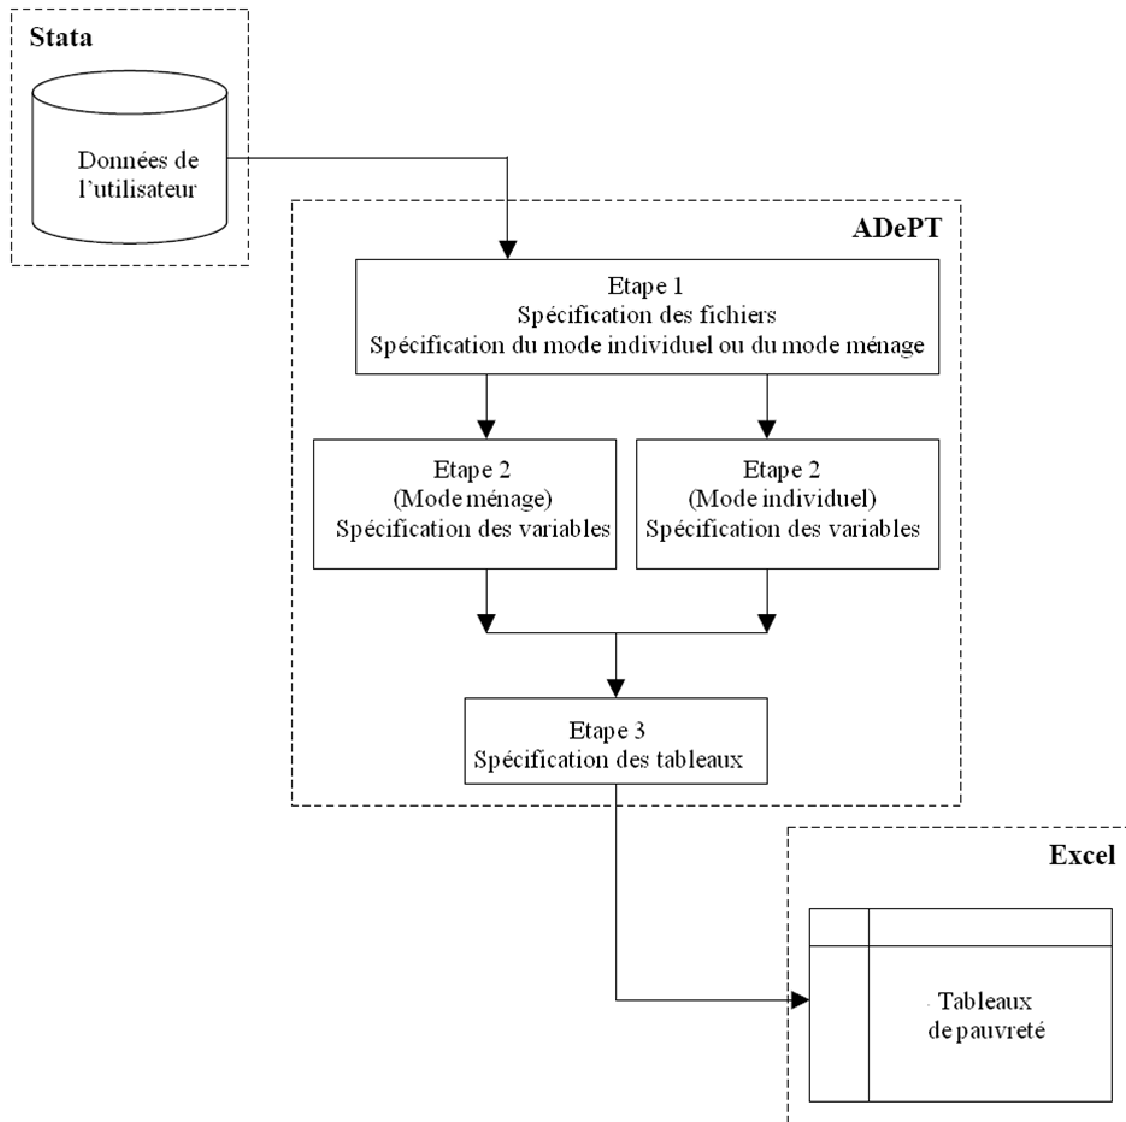 Stata
Données de
l'utilisateur
ADePT
Etape 1
Spécification des fichiers
Spécification du mode individuel ou du mode ménage
Etape 2
(Mode ménage)
Spécification des variables
Etape 2
(Mode individuel)
Spécification des variables
Etape 3
Spécification des tableaux
Excel
Tableaux
de pauvreté